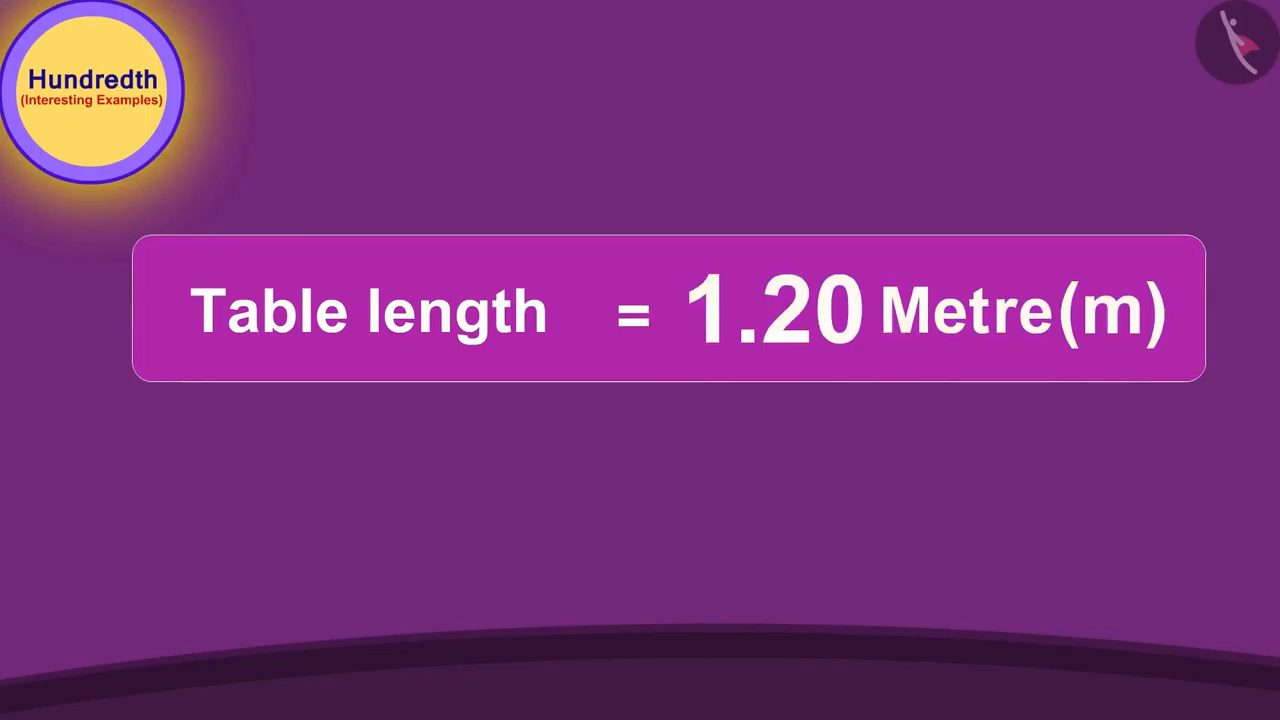 Hundredth
(Interesting Examples)
Table length = 1.20 Metre(m)